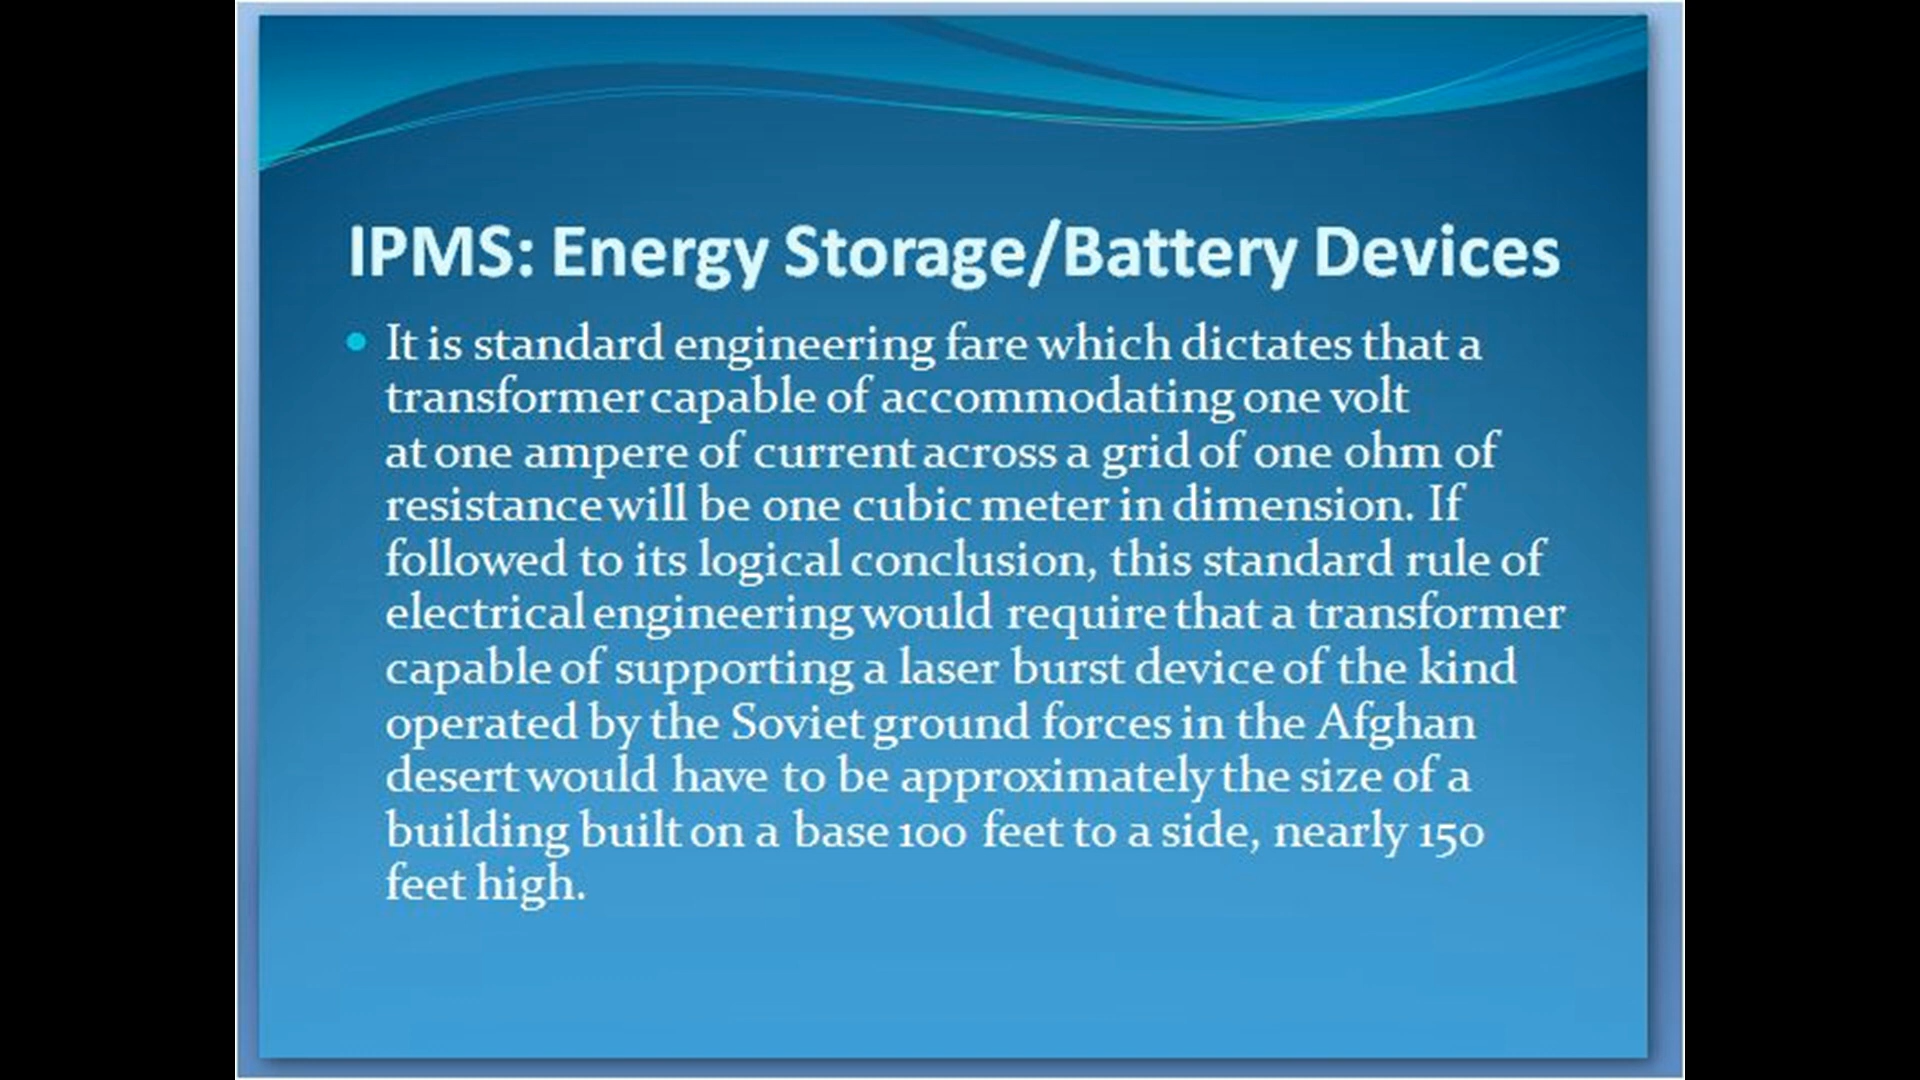 IPMS: Energy Storage/Battery Devices
It is standard engineering fare which dictates that a
transformer capable of accommodating one volt
at one ampere of current across a grid of one ohm of
resistance will be one cubic meter in dimension. If
followed to its logical conclusion, this standard rule of
electrical engineering would require that a transformer
capable of supporting a laser burst device of the kind
operated by the Soviet ground forces in the Afghan
desert would have to be approximately the size of a
building built on a base 100 feet to a side, nearly 150
feet high.